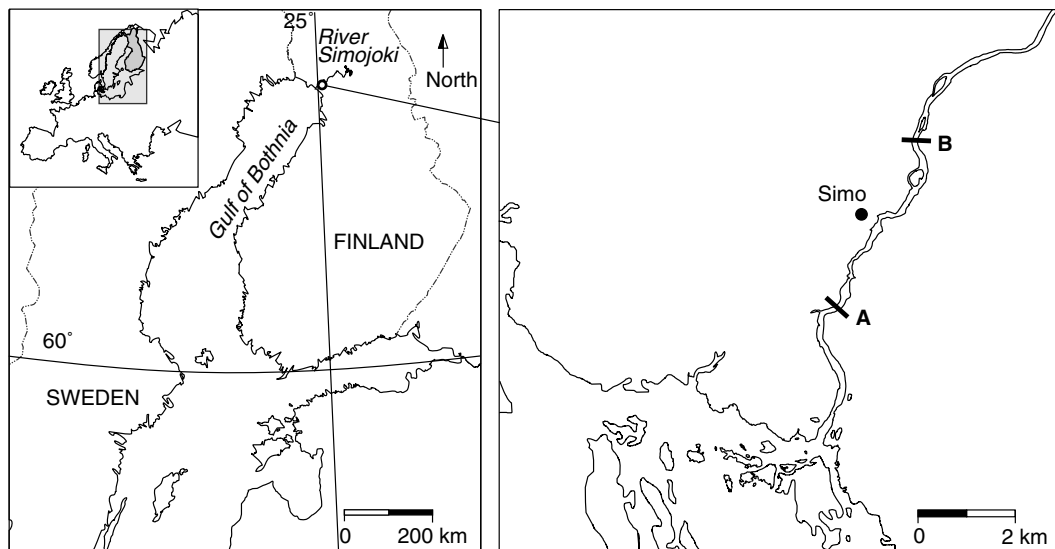 25°
River
Simojoki
North
Gulf of Bothnia
FINLAND
60°
SWEDEN
0 200 km
B
Simo
A
0 2 km